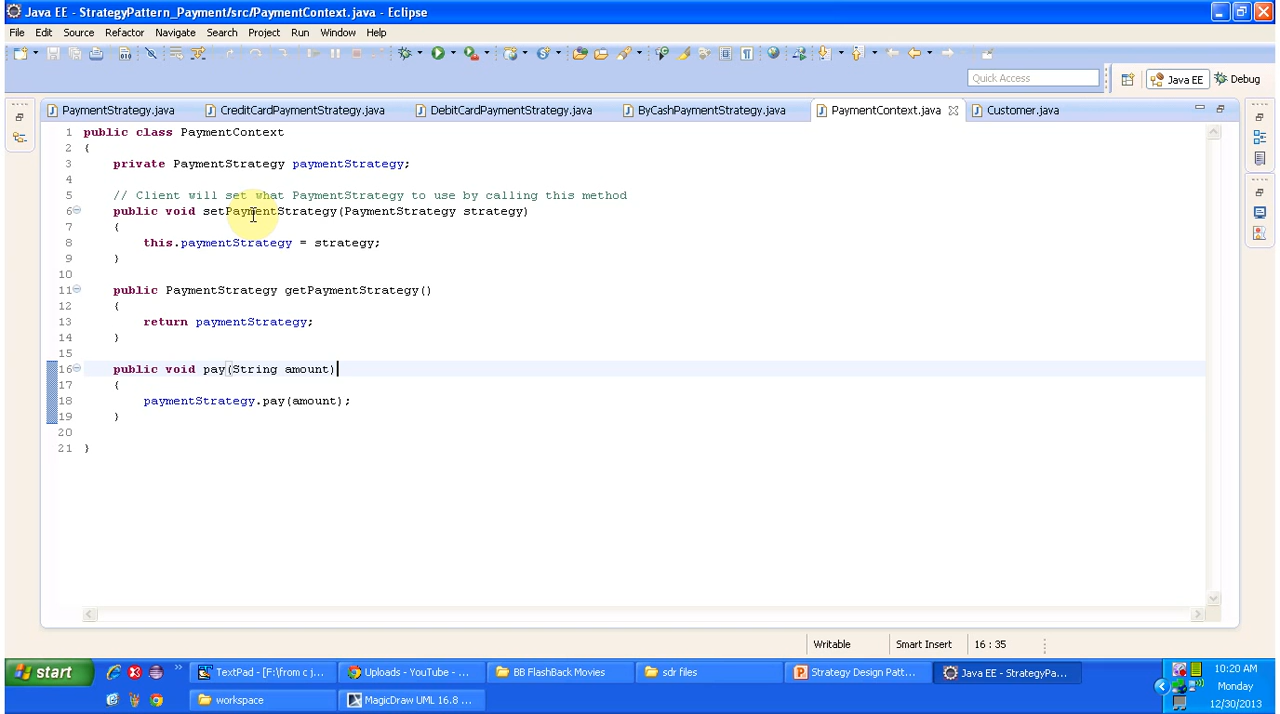 Java EE - StrategyPattern_Payment/src/PaymentContext.java - Eclipse
File Edit Source Refactor Navigate Search Project Run Window Help
Quick Access
Java EE
Debug
PaymentStrategy.java
CreditCardPaymentStrategy.java
DebitCardPaymentStrategy.java
ByCashPaymentStrategy.java
PaymentContext.java
Customer.java
1 public class PaymentContext
2 {
3 private PaymentStrategy paymentStrategy;
4
5 // Client will set what PaymentStrategy to use by calling this method
6 public void setPaymentStrategy(PaymentStrategy strategy)
7 {
8 this.paymentStrategy = strategy;
9 }
10
11 public PaymentStrategy getPaymentStrategy()
12 {
13 return paymentStrategy;
14 }
15
16 public void pay(String amount)
17 {
18 paymentStrategy.pay(amount);
19 }
20
21 }
Writable
Smart Insert
16 : 35
start
TextPad - [F:\from c j...
Uploads - YouTube - ...
BB FlashBack Movies
sdr files
Strategy Design Patt...
Java EE - StrategyPa...
10:20 AM
Monday
12/30/2013
workspace
MagicDraw UML 16.8 ...